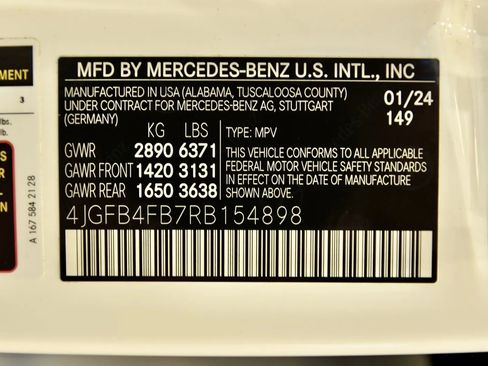 MFD BY MERCEDES-BENZ U.S. INTL., INC
MANUFACTURED IN USA (ALABAMA, TUSCALOOSA COUNTY)
UNDER CONTRACT FOR MERCEDES-BENZ AG, STUTTGART
(GERMANY)
01/24
149
KG LBS
GVWR 2890 6371
GAWR FRONT 1420 3131
GAWR REAR 1650 3638
TYPE: MPV
THIS VEHICLE CONFORMS TO ALL APPLICABLE
FEDERAL MOTOR VEHICLE SAFETY STANDARDS
IN EFFECT ON THE DATE OF MANUFACTURE
SHOWN ABOVE.
4JGFB4FB7RB154898
MENT
3
lbs.
lb.
S
R
A 167 584 21 28